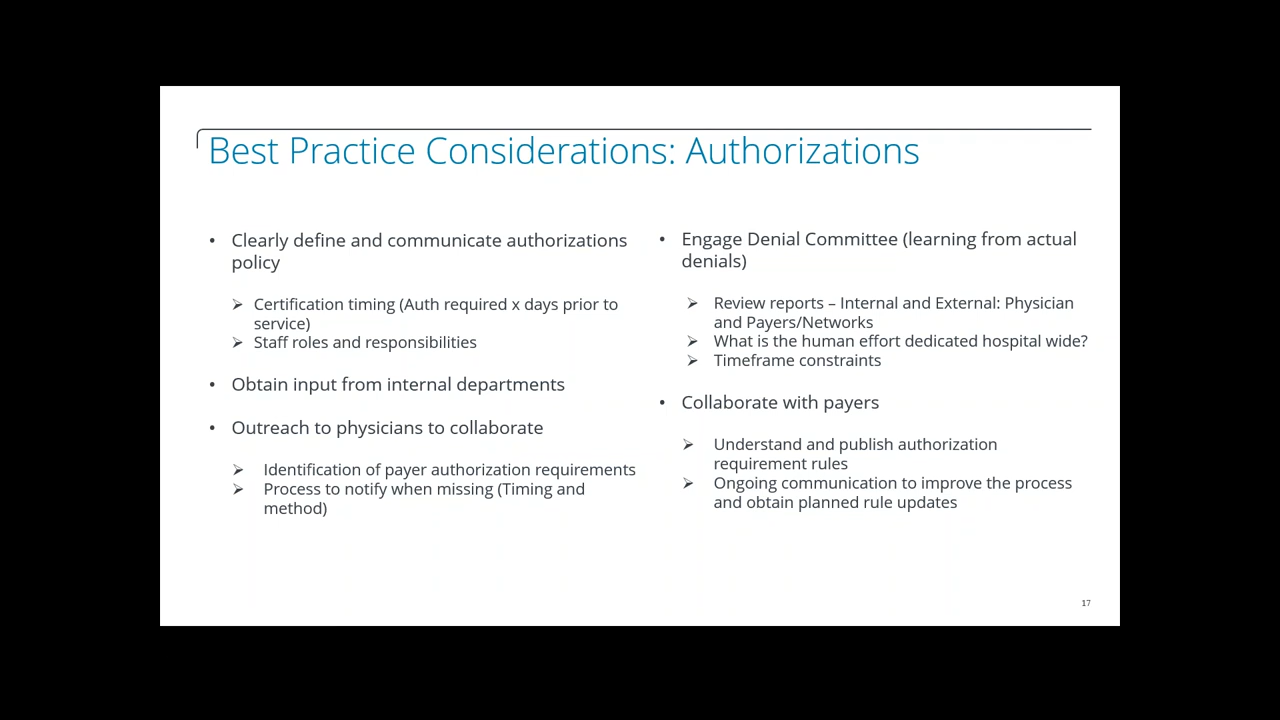 Best Practice Considerations: Authorizations
• Clearly define and communicate authorizations
policy
➢ Certification timing (Auth required x days prior to
service)
➢ Staff roles and responsibilities
• Obtain input from internal departments
• Outreach to physicians to collaborate
➢ Identification of payer authorization requirements
➢ Process to notify when missing (Timing and
method)
• Engage Denial Committee (learning from actual
denials)
➢ Review reports – Internal and External: Physician
and Payers/Networks
➢ What is the human effort dedicated hospital wide?
➢ Timeframe constraints
• Collaborate with payers
➢ Understand and publish authorization
requirement rules
➢ Ongoing communication to improve the process
and obtain planned rule updates
17